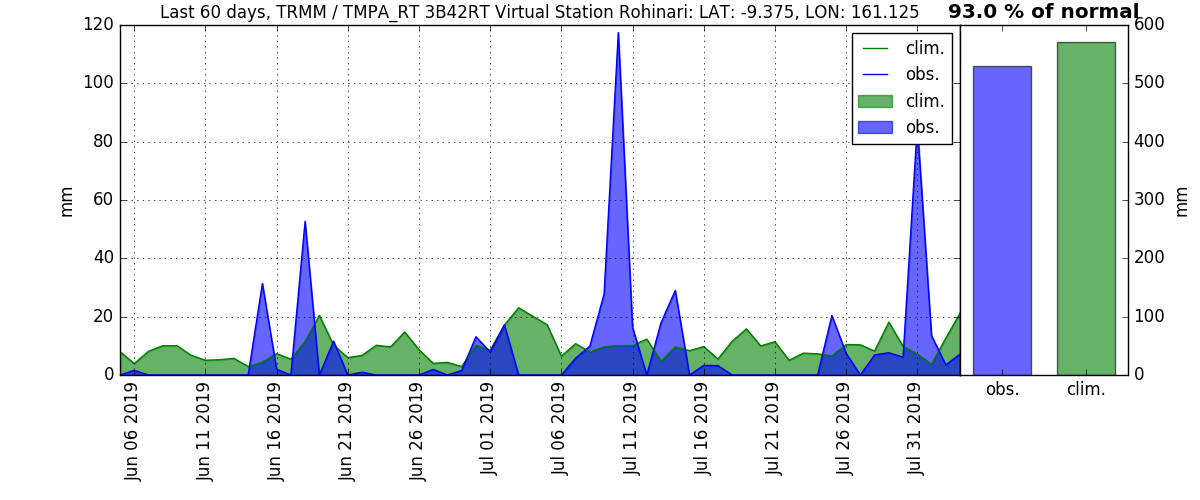 Last 60 days, TRMM / TMPA_RT 3B42RT Virtual Station Rohinari: LAT: -9.375, LON: 161.125
93.0 % of normal
120
100
80
60
40
20
0
mm
clim.
obs.
clim.
obs.
600
500
400
300
200
100
0
mm
Jun 06 2019
Jun 11 2019
Jun 16 2019
Jun 21 2019
Jun 26 2019
Jul 01 2019
Jul 06 2019
Jul 11 2019
Jul 16 2019
Jul 21 2019
Jul 26 2019
Jul 31 2019
obs.
clim.